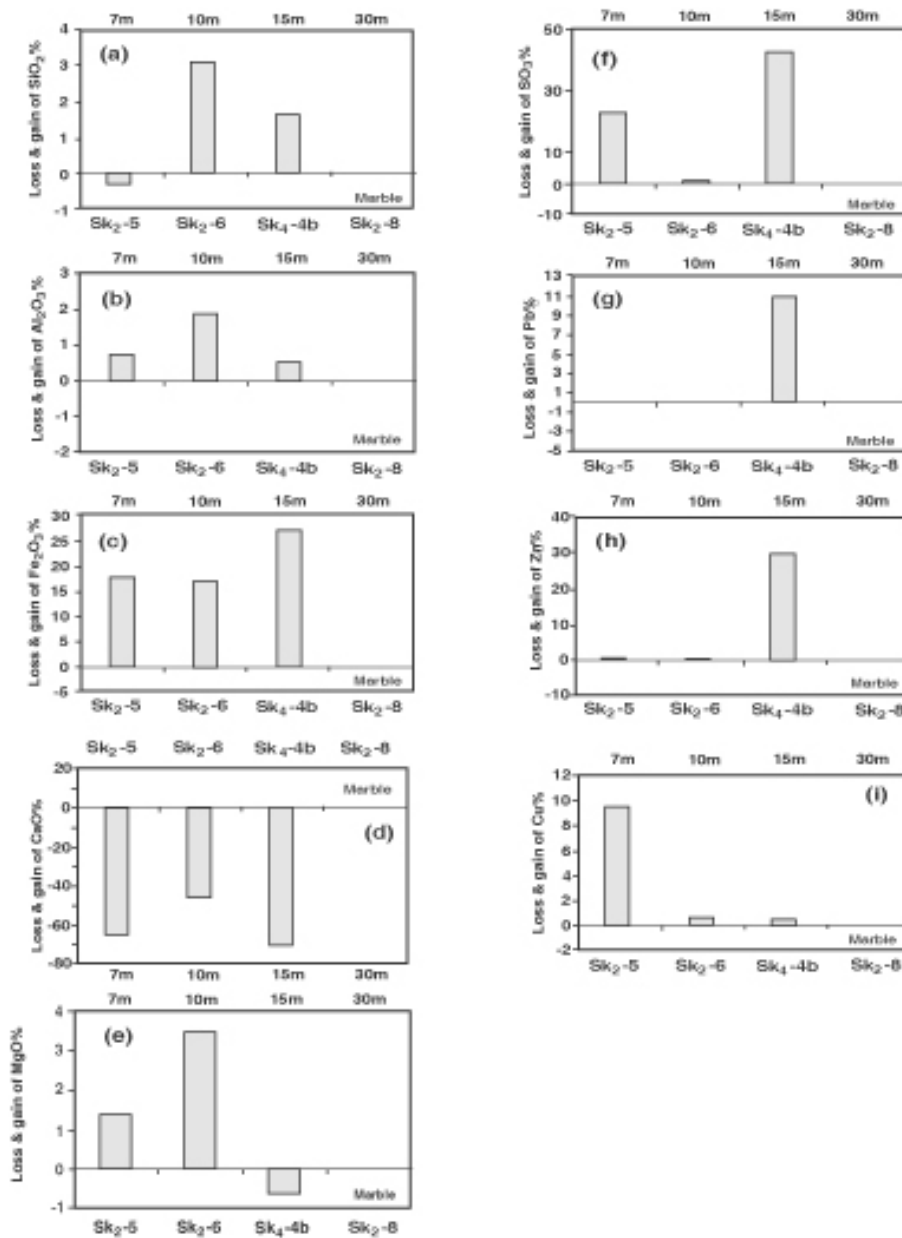 7m 10m 15m 30m
Loss & gain of SiO₂%
4
3
2
1
0
-1
(a)
Marble
Sk₂-5 Sk₂-6 Sk₄-4b Sk₂-8
7m 10m 15m 30m
Loss & gain of Al₂O₃%
3
2
1
0
-1
-2
(b)
Marble
Sk₂-5 Sk₂-6 Sk₄-4b Sk₂-8
7m 10m 15m 30m
Loss & gain of Fe₂O₃%
30
25
20
15
10
5
0
-5
(c)
Marble
Sk₂-5 Sk₂-6 Sk₄-4b Sk₂-8
Sk₂-5 Sk₂-6 Sk₄-4b Sk₂-8
Loss & gain of CaO%
20
0
-20
-40
-60
-80
Marble
(d)
7m 10m 15m 30m
7m 10m 15m 30m
Loss & gain of MgO%
4
3
2
1
0
-1
(e)
Marble
Sk₂-5 Sk₂-6 Sk₄-4b Sk₂-8
7m 10m 15m 30m
Loss & gain of SO₃%
50
30
10
0
-10
(f)
Marble
Sk₂-5 Sk₂-6 Sk₄-4b Sk₂-8
7m 10m 15m 30m
Loss & gain of Pb%
13
11
9
7
5
3
1
-1
-3
-5
(g)
Marble
Sk₂-5 Sk₂-6 Sk₄-4b Sk₂-8
7m 10m 15m 30m
Loss & gain of Zn%
40
30
20
10
0
-10
(h)
Marble
Sk₂-5 Sk₂-6 Sk₄-4b Sk₂-8
7m 10m 15m 30m
Loss & gain of Cu%
12
10
8
6
4
2
0
-2
(i)
Marble
Sk₂-5 Sk₂-6 Sk₄-4b Sk₂-8